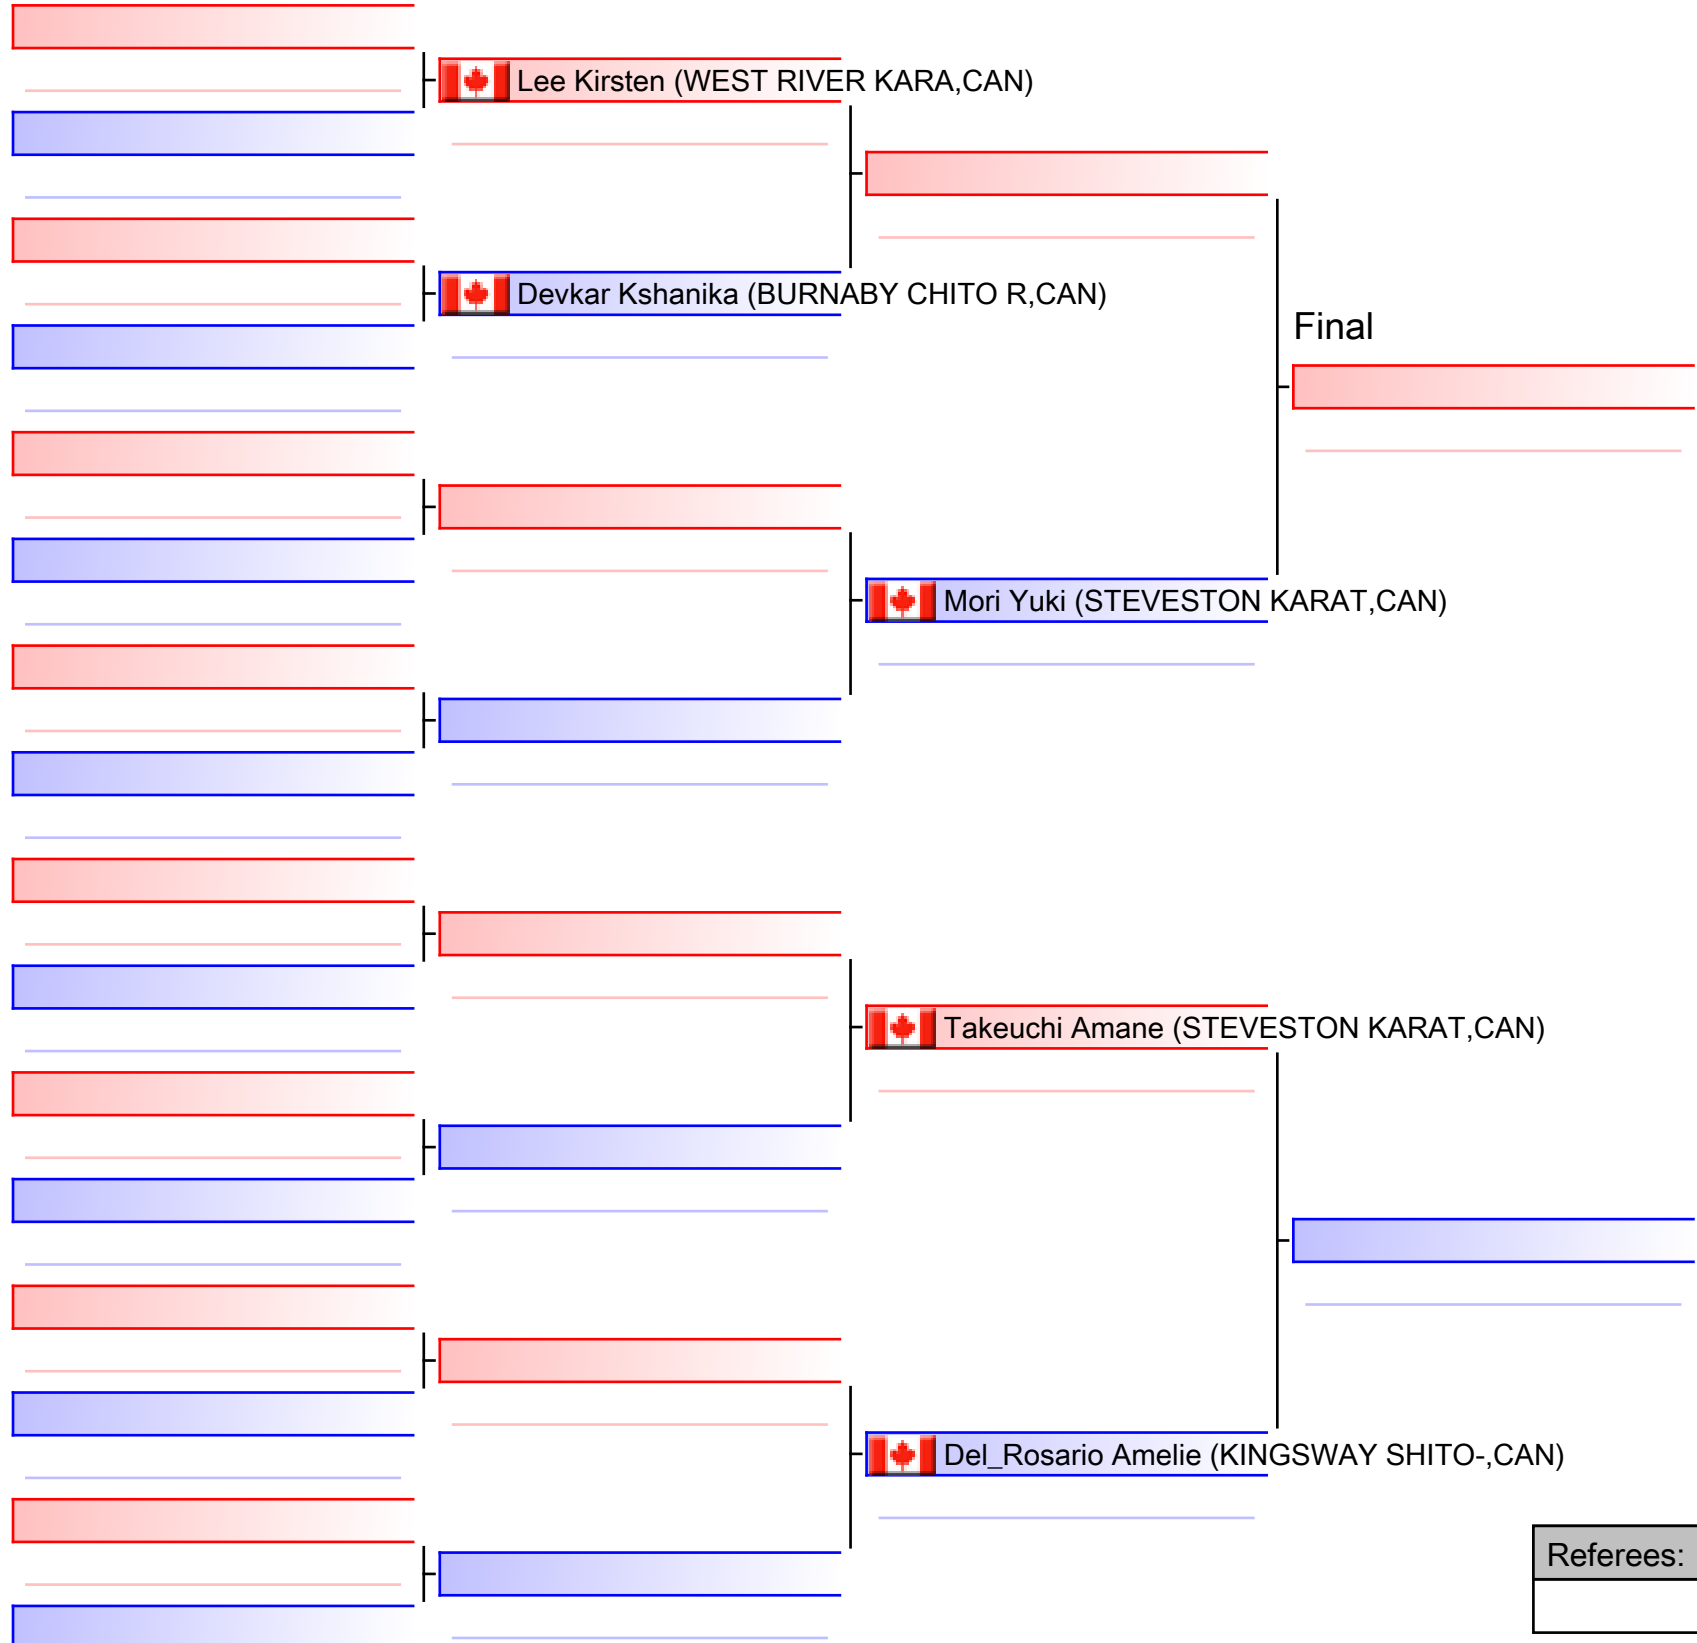 Lee Kirsten (WEST RIVER KARA,CAN)
Devkar Kshanika (BURNABY CHITO R,CAN)
Final
Mori Yuki (STEVESTON KARAT,CAN)
Takeuchi Amane (STEVESTON KARAT,CAN)
Del_Rosario Amelie (KINGSWAY SHITO-,CAN)
Referees: